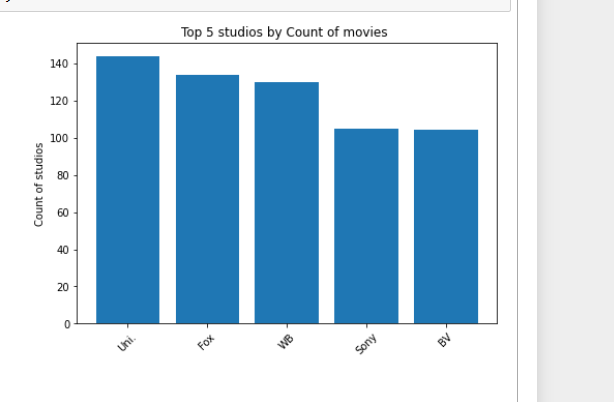 Top 5 studios by Count of movies
140
120
100
80
60
40
20
0
Count of studios
Uni.
Fox
WB
Sony
BV